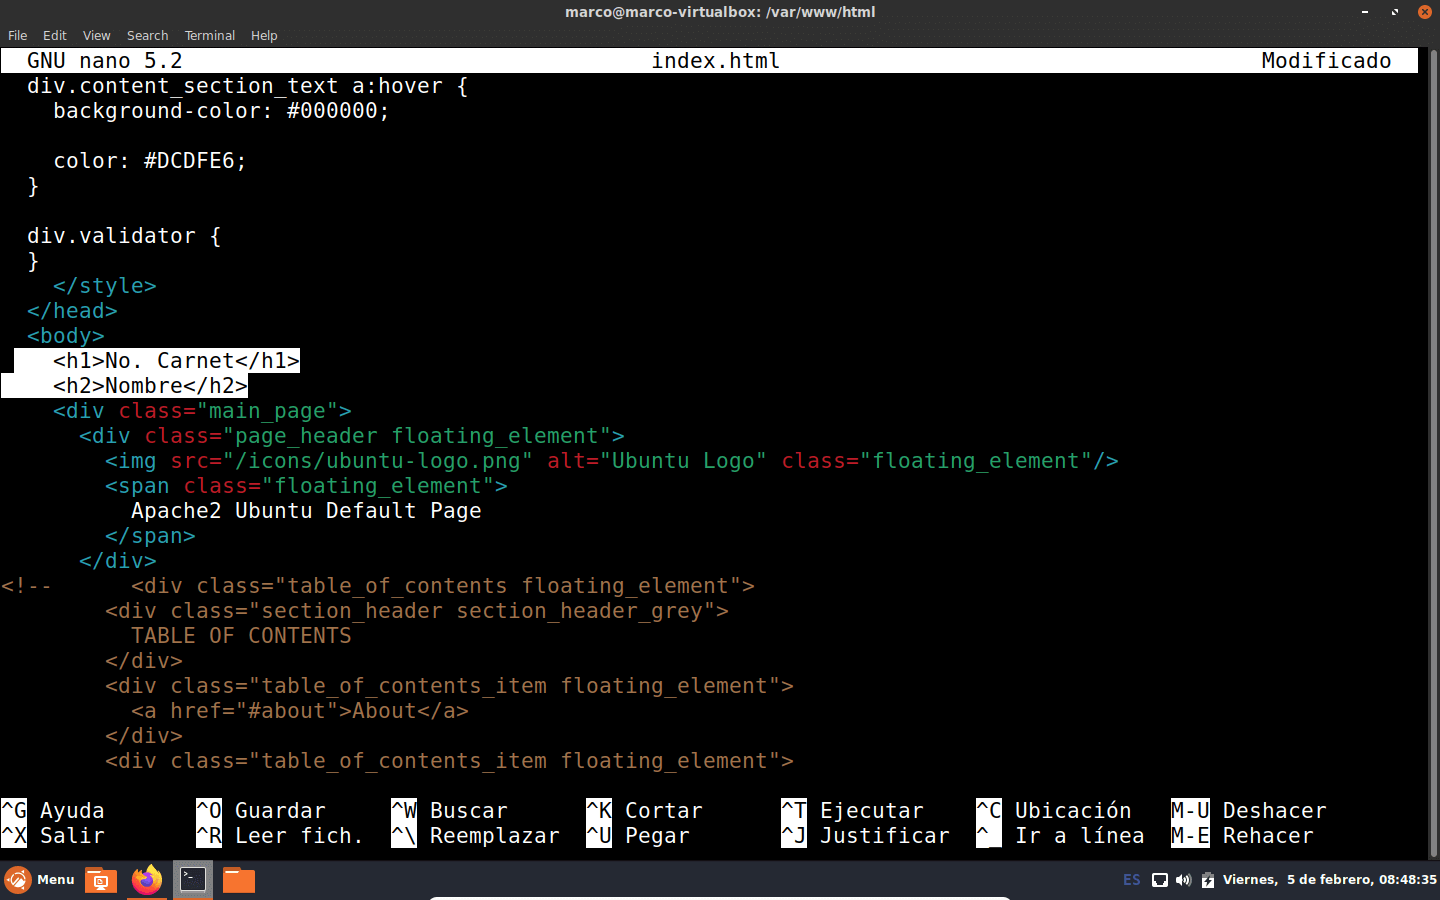 marco@marco-virtualbox: /var/www/html
File Edit View Search Terminal Help
GNU nano 5.2 index.html Modificado
div.content_section_text a:hover {
background-color: #000000;
color: #DCDFE6;
}
div.validator {
}
</style>
</head>
<body>
<h1>No. Carnet</h1>
<h2>Nombre</h2>
<div class="main_page">
<div class="page_header floating_element">
<img src="/icons/ubuntu-logo.png" alt="Ubuntu Logo" class="floating_element"/>
<span class="floating_element">
Apache2 Ubuntu Default Page
</span>
</div>
<!-- <div class="table_of_contents floating_element">
<div class="section_header section_header_grey">
TABLE OF CONTENTS
</div>
<div class="table_of_contents_item floating_element">
<a href="#about">About</a>
</div>
<div class="table_of_contents_item floating_element">
^G Ayuda ^O Guardar ^W Buscar ^K Cortar ^T Ejecutar ^C Ubicación M-U Deshacer
^X Salir ^R Leer fich. ^\ Reemplazar ^U Pegar ^J Justificar ^_ Ir a línea M-E Rehacer
Menu ES Viernes, 5 de febrero, 08:48:35